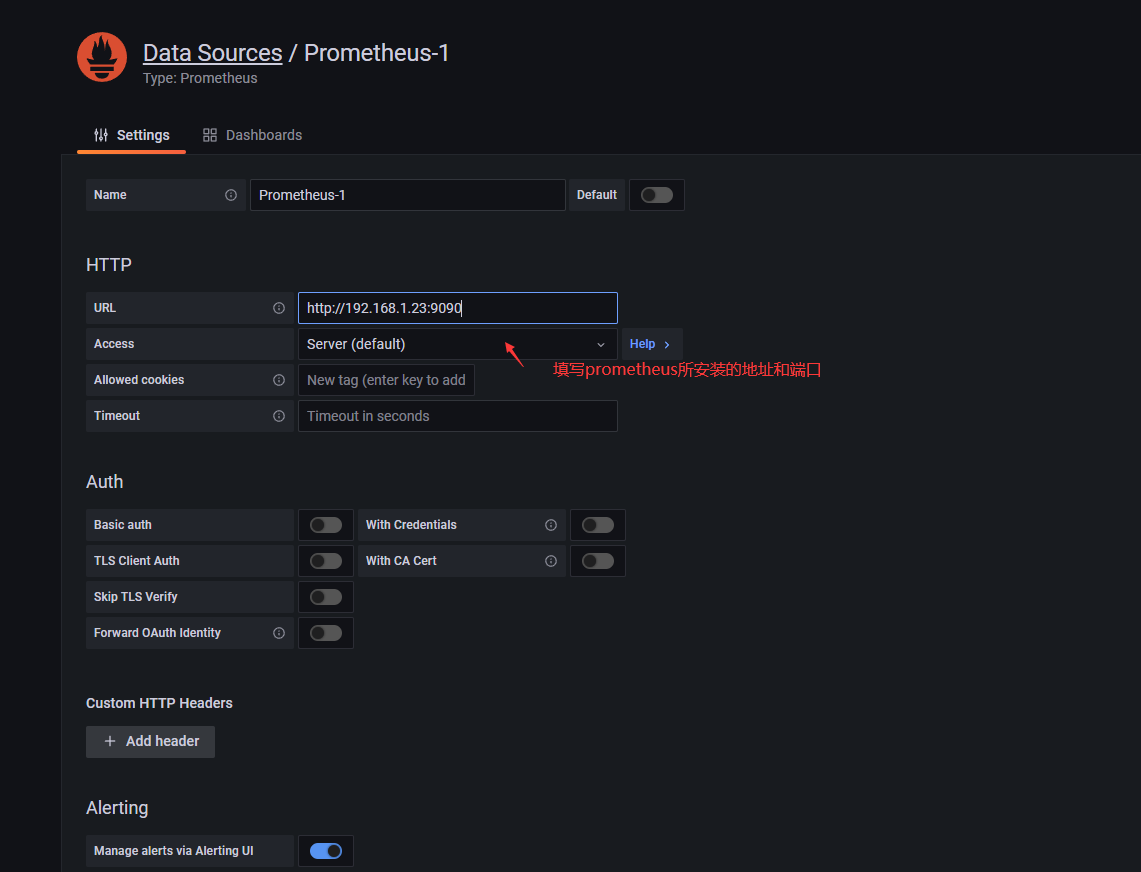 Data Sources / Prometheus-1
Type: Prometheus
Settings Dashboards
Name Prometheus-1 Default
HTTP
URL http://192.168.1.23:9090
Access Server (default) Help
填写prometheus所安装的地址和端口
Allowed cookies New tag (enter key to add
Timeout Timeout in seconds
Auth
Basic auth With Credentials
TLS Client Auth With CA Cert
Skip TLS Verify
Forward OAuth Identity
Custom HTTP Headers
+ Add header
Alerting
Manage alerts via Alerting UI